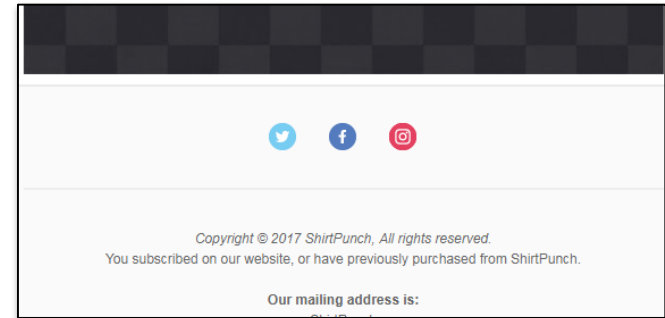 Copyright © 2017 ShirtPunch, All rights reserved.
You subscribed on our website, or have previously purchased from ShirtPunch.
Our mailing address is: